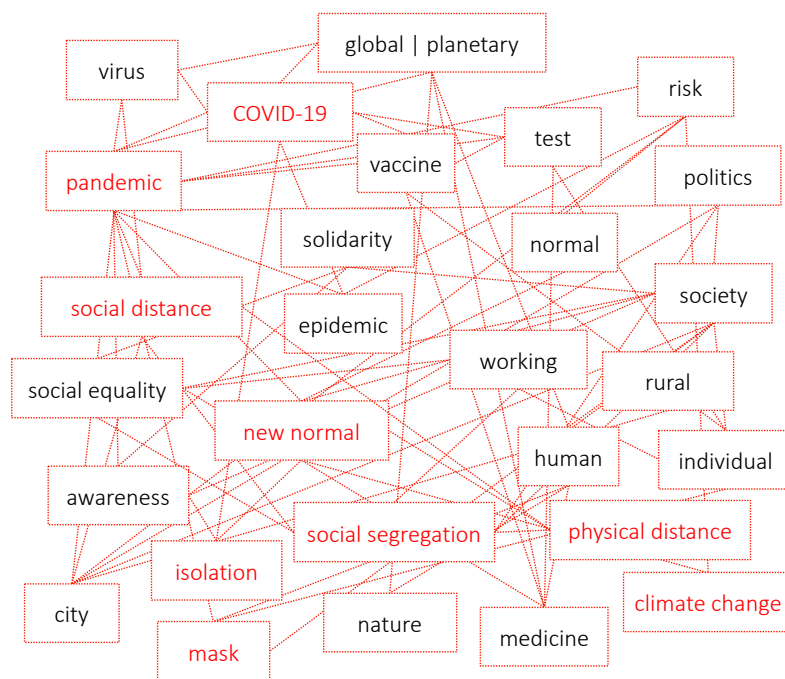 global | planetary
virus
risk
COVID-19
test
vaccine
pandemic
politics
solidarity
normal
social distance
society
epidemic
working
rural
social equality
new normal
human
individual
awareness
social segregation
physical distance
isolation
climate change
city
nature
medicine
mask